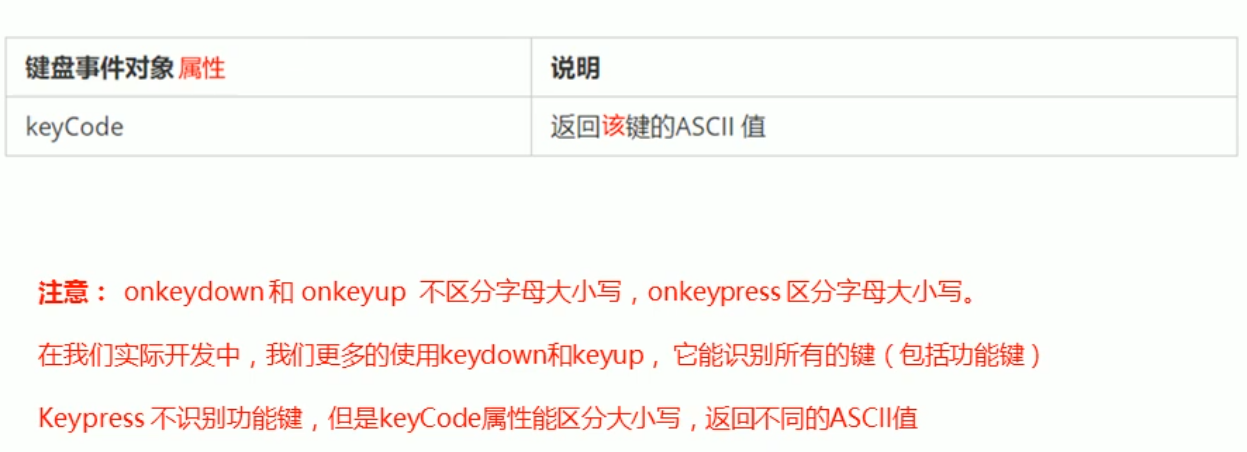 键盘事件对象属性 说明
keyCode 返回该键的ASCII 值
注意： onkeydown 和 onkeyup 不区分字母大小写，onkeypress 区分字母大小写。
在我们实际开发中，我们更多的使用keydown和keyup， 它能识别所有的键（包括功能键）
Keypress 不识别功能键，但是keyCode属性能区分大小写，返回不同的ASCII值